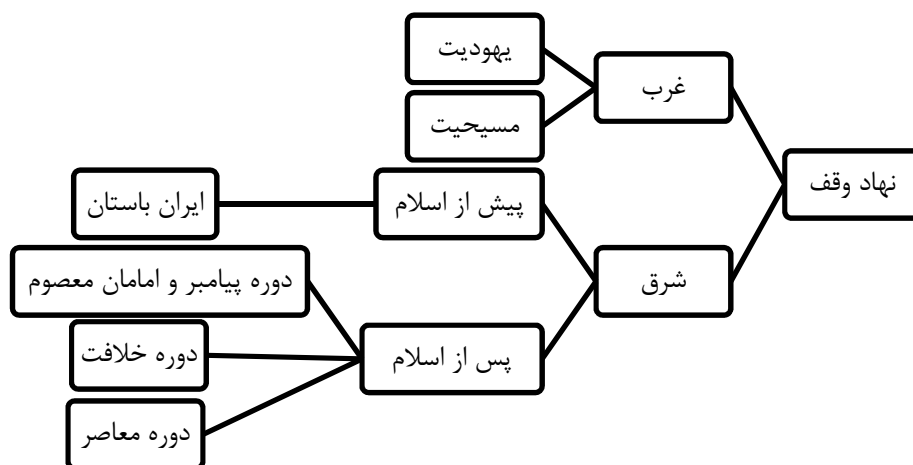 نهاد وقف
غرب
یهودیت
مسیحیت
شرق
پیش از اسلام
ایران باستان
پس از اسلام
دوره پیامبر و امامان معصوم
دوره خلافت
دوره معاصر